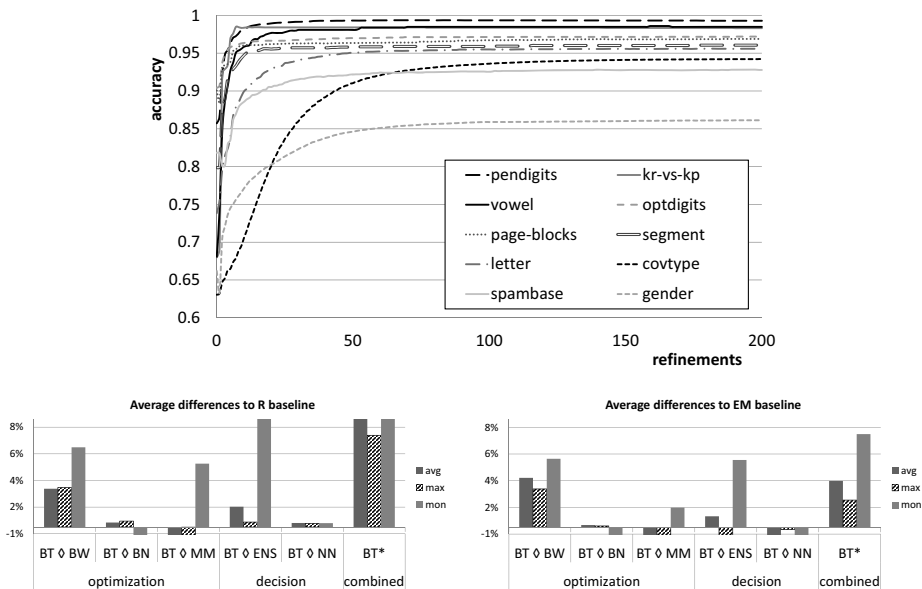 1
0.95
0.9
0.85
0.8
0.75
0.7
0.65
0.6
accuracy
pendigits kr-vs-kp
vowel optdigits
page-blocks segment
letter covtype
spambase gender
0 50 100 150 200
refinements
Average differences to R baseline
8%
6%
4%
2%
-1%
avg
max
mon
BT ◊ BW BT ◊ BN BT ◊ MM BT ◊ ENS BT ◊ NN BT*
optimization decision combined
Average differences to EM baseline
8%
6%
4%
2%
-1%
avg
max
mon
BT ◊ BW BT ◊ BN BT ◊ MM BT ◊ ENS BT ◊ NN BT*
optimization decision combined